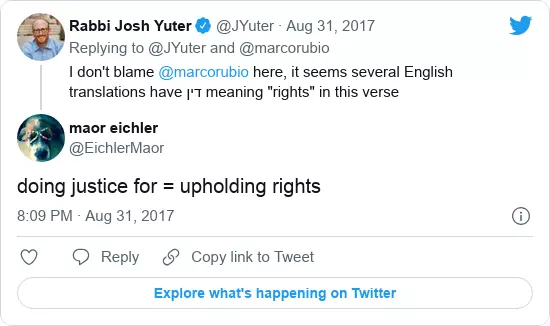 Rabbi Josh Yuter @JYuter · Aug 31, 2017
Replying to @JYuter and @marcorubio
I don't blame @marcorubio here, it seems several English
translations have דין meaning "rights" in this verse
maor eichler
@EichlerMaor
doing justice for = upholding rights
8:09 PM · Aug 31, 2017
Reply
Copy link to Tweet
Explore what's happening on Twitter